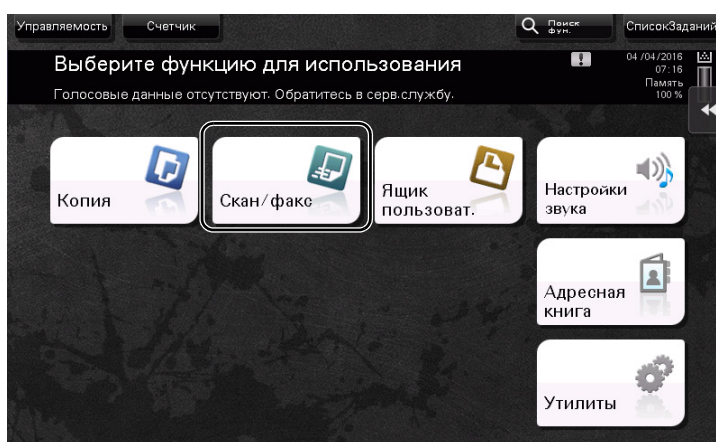 Управляемость
Счетчик
Поиск
фун.
СписокЗаданий
Выберите функцию для использования
04/04/2016
07:16
Память
100 %
Голосовые данные отсутствуют. Обратитесь в серв.службу.
Копия
Скан/факс
Ящик
пользоват.
Настройки
звука
Адресная
книга
Утилиты